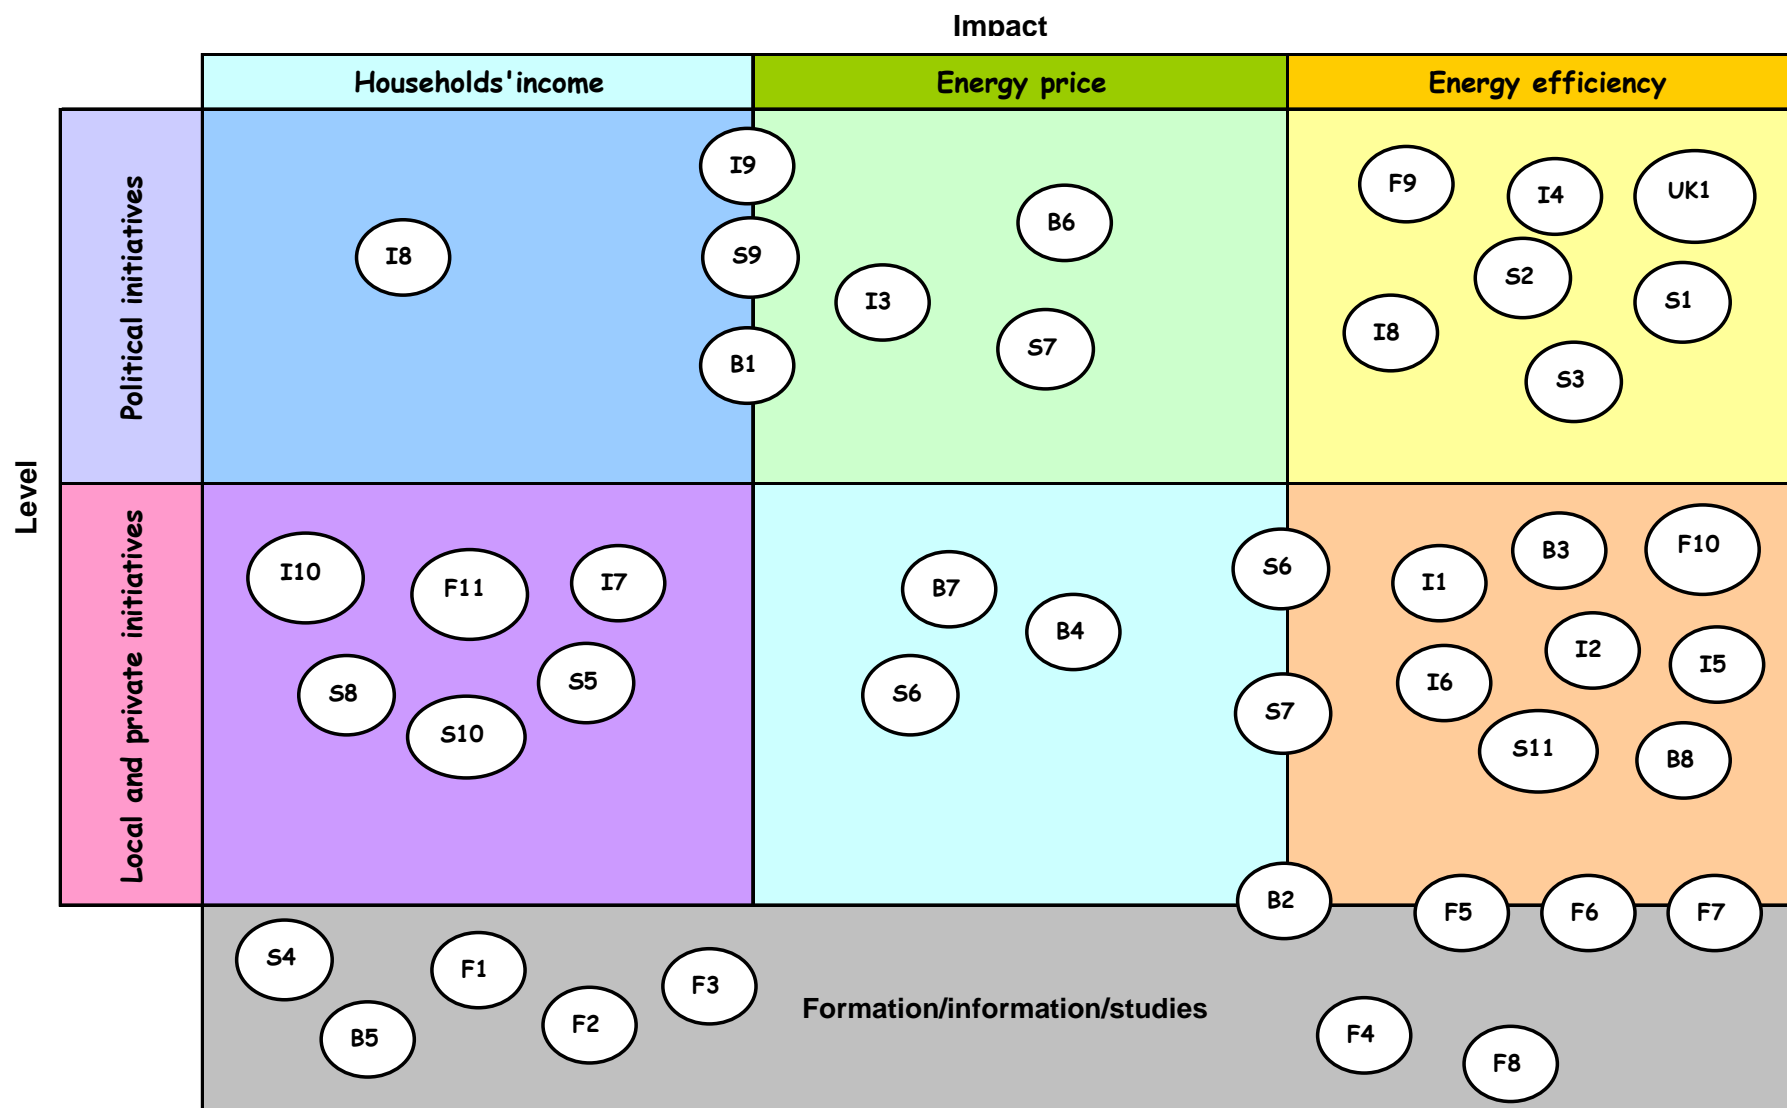 Impact
Households'income
Energy price
Energy efficiency
Level
Political initiatives
I8
I9
S9
B1
I3
B6
S7
F9
I4
UK1
S2
S1
I8
S3
Local and private initiatives
I10
F11
I7
S8
S10
S5
B7
B4
S6
S6
S7
B2
I1
B3
F10
I6
I2
I5
S11
B8
F5
F6
F7
S4
B5
F1
F2
F3
Formation/information/studies
F4
F8